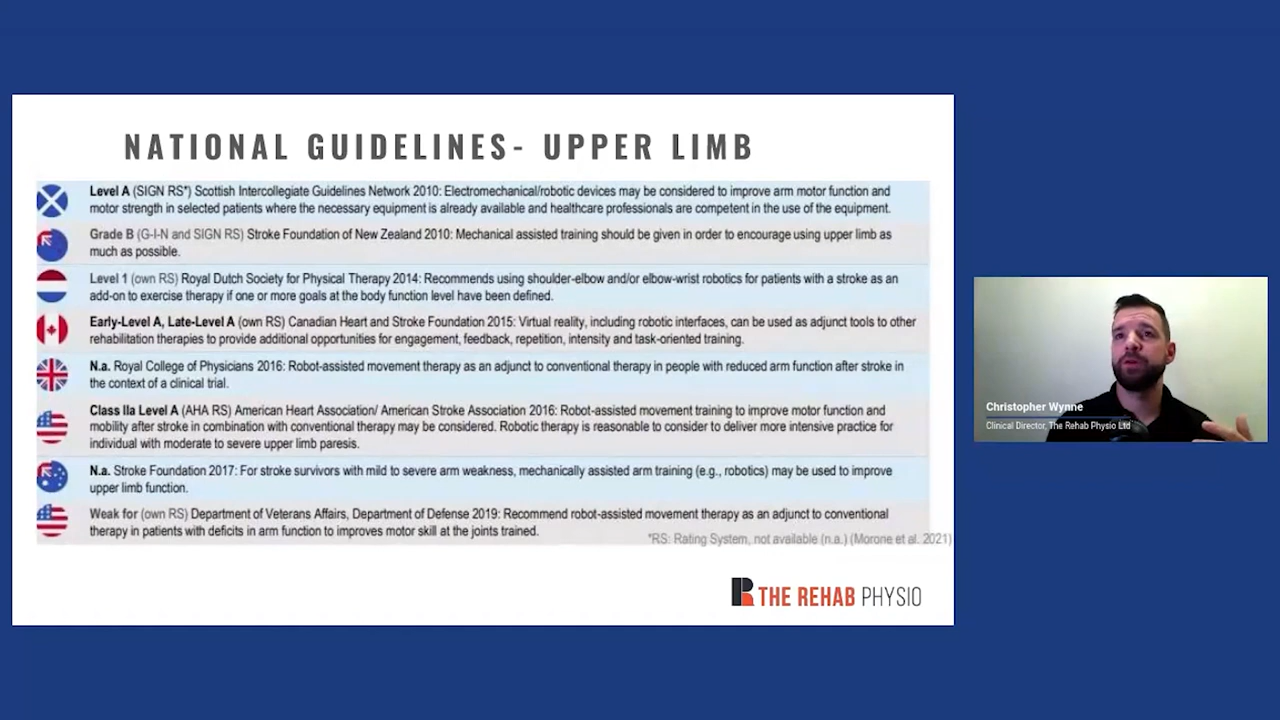 NATIONAL GUIDELINES- UPPER LIMB
Level A (SIGN RS*) Scottish Intercollegiate Guidelines Network 2010: Electromechanical/robotic devices may be considered to improve arm motor function and
motor strength in selected patients where the necessary equipment is already available and healthcare professionals are competent in the use of the equipment.
Grade B (G-I-N and SIGN RS) Stroke Foundation of New Zealand 2010: Mechanical assisted training should be given in order to encourage using upper limb as
much as possible.
Level 1 (own RS) Royal Dutch Society for Physical Therapy 2014: Recommends using shoulder-elbow and/or elbow-wrist robotics for patients with a stroke as an
add-on to exercise therapy if one or more goals at the body function level have been defined.
Early-Level A, Late-Level A (own RS) Canadian Heart and Stroke Foundation 2015: Virtual reality, including robotic interfaces, can be used as adjunct tools to other
rehabilitation therapies to provide additional opportunities for engagement, feedback, repetition, intensity and task-oriented training.
N.a. Royal College of Physicians 2016: Robot-assisted movement therapy as an adjunct to conventional therapy in people with reduced arm function after stroke in
the context of a clinical trial.
Class IIa Level A (AHA RS) American Heart Association/ American Stroke Association 2016: Robot-assisted movement training to improve motor function and
mobility after stroke in combination with conventional therapy may be considered. Robotic therapy is reasonable to consider to deliver more intensive practice for
individual with moderate to severe upper limb paresis.
N.a. Stroke Foundation 2017: For stroke survivors with mild to severe arm weakness, mechanically assisted arm training (e.g., robotics) may be used to improve
upper limb function.
Weak for (own RS) Department of Veterans Affairs, Department of Defense 2019: Recommend robot-assisted movement therapy as an adjunct to conventional
therapy in patients with deficits in arm function to improves motor skill at the joints trained.
*RS: Rating System, not available (n.a.) (Morone et al. 2021)
THE REHAB PHYSIO
Christopher Wynne
Clinical Director, The Rehab Physio Ltd